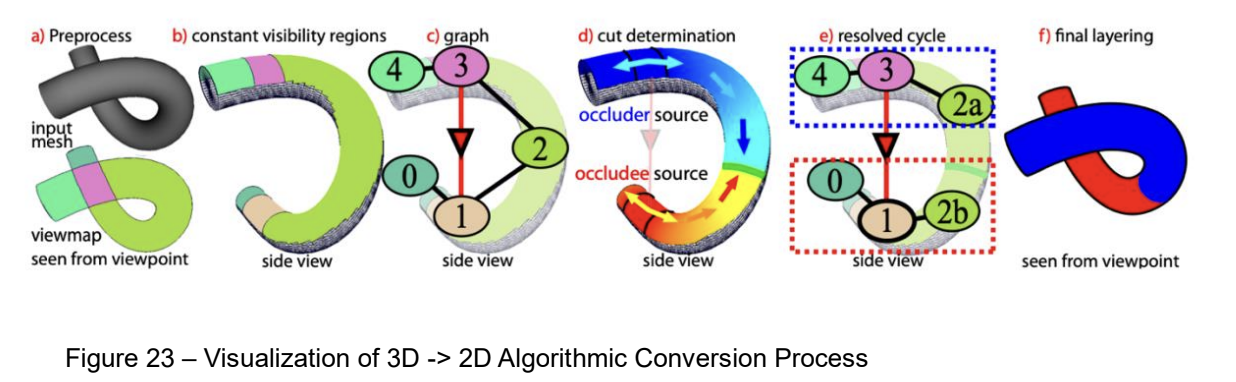 a) Preprocess
b) constant visibility regions
c) graph
d) cut determination
e) resolved cycle
f) final layering
input
mesh
viewmap
seen from viewpoint
side view
4
3
2
0
1
side view
occluder source
occludee source
side view
4
3
2a
0
1
2b
side view
seen from viewpoint
Figure 23 – Visualization of 3D -> 2D Algorithmic Conversion Process